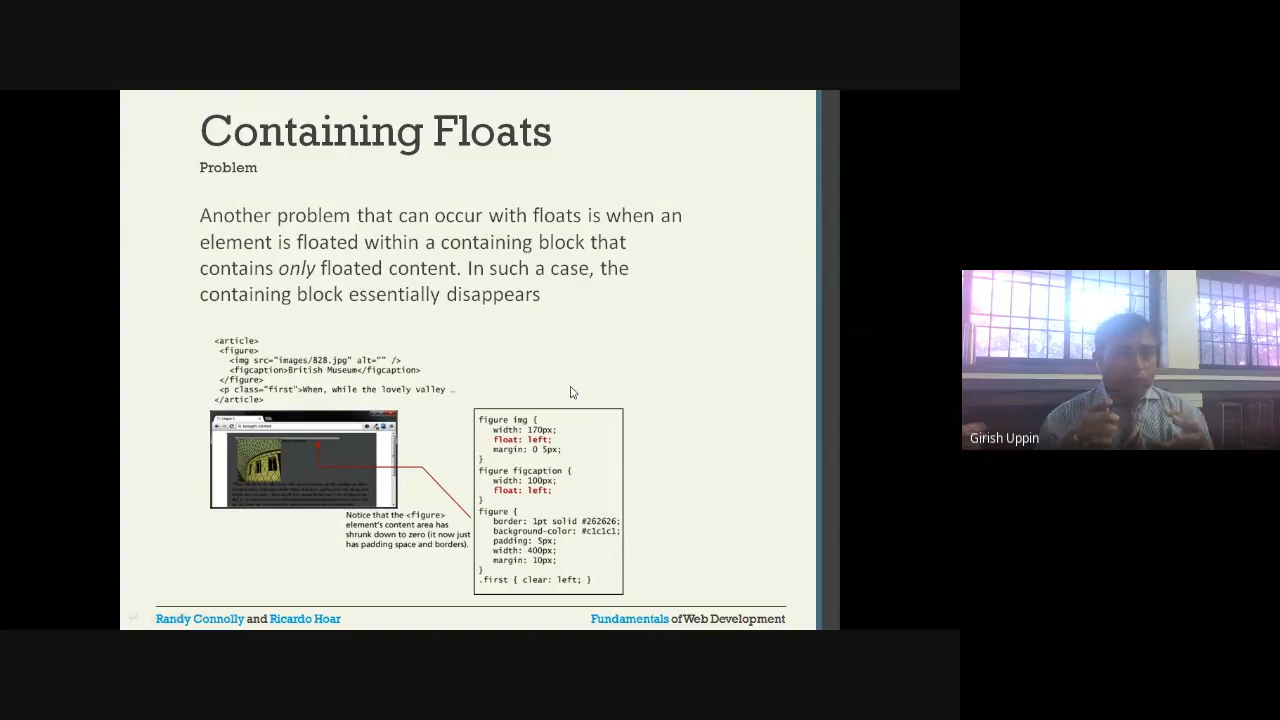 Containing Floats
Problem
Another problem that can occur with floats is when an
element is floated within a containing block that
contains only floated content. In such a case, the
containing block essentially disappears
<article>
<figure>
<img src="images/828.jpg" alt="" />
<figcaption>British Museum</figcaption>
</figure>
<p class="first">When, while the lovely valley …
</article>
figure img {
width: 170px;
float: left;
margin: 0 5px;
}
figure figcaption {
width: 100px;
float: left;
}
figure {
border: 1pt solid #262626;
background-color: #c1c1c1;
padding: 5px;
width: 400px;
margin: 10px;
}
.first { clear: left; }
Notice that the <figure>
element's content area has
shrunk down to zero (it now just
has padding space and borders).
Randy Connolly and Ricardo Hoar
Fundamentals of Web Development
Girish Uppin